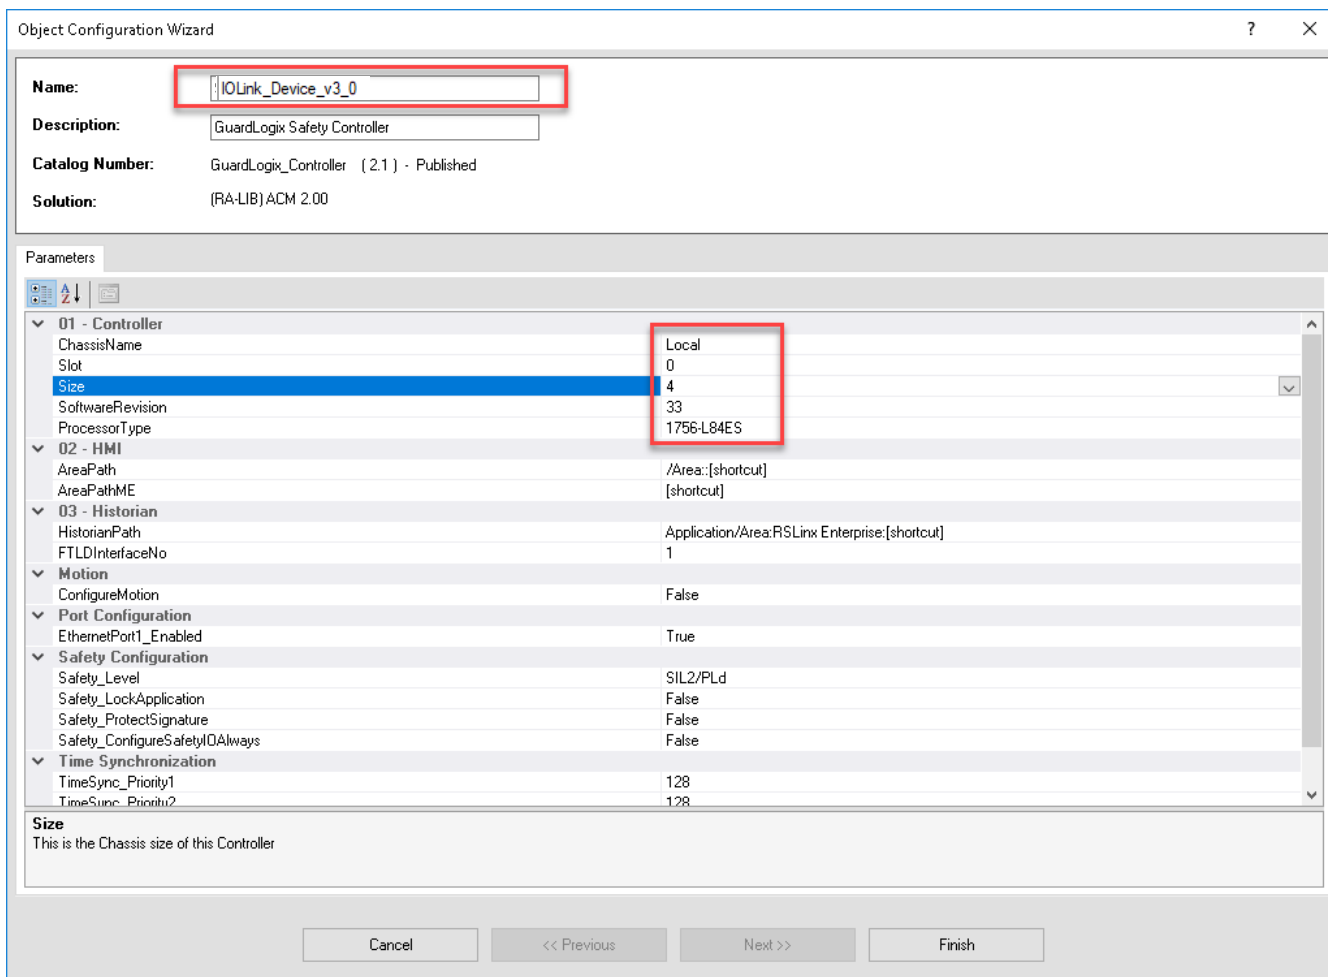 Object Configuration Wizard ?
Name: IOLink_Device_v3_0
Description: GuardLogix Safety Controller
Catalog Number: GuardLogix_Controller ( 2.1 ) - Published
Solution: (RA-LIB) ACM 2.00
Parameters
01 - Controller
ChassisName Local
Slot 0
Size 4
SoftwareRevision 33
ProcessorType 1756-L84ES
02 - HMI
AreaPath /Area::[shortcut]
AreaPathME [shortcut]
03 - Historian
HistorianPath Application/Area:RSLinx Enterprise:[shortcut]
FTLDInterfaceNo 1
Motion
ConfigureMotion False
Port Configuration
EthernetPort1_Enabled True
Safety Configuration
Safety_Level SIL2/PLd
Safety_LockApplication False
Safety_ProtectSignature False
Safety_ConfigureSafetyIOAlways False
Time Synchronization
TimeSync_Priority1 128
TimeSync_Priority2 128
Size
This is the Chassis size of this Controller
Cancel << Previous Next >> Finish